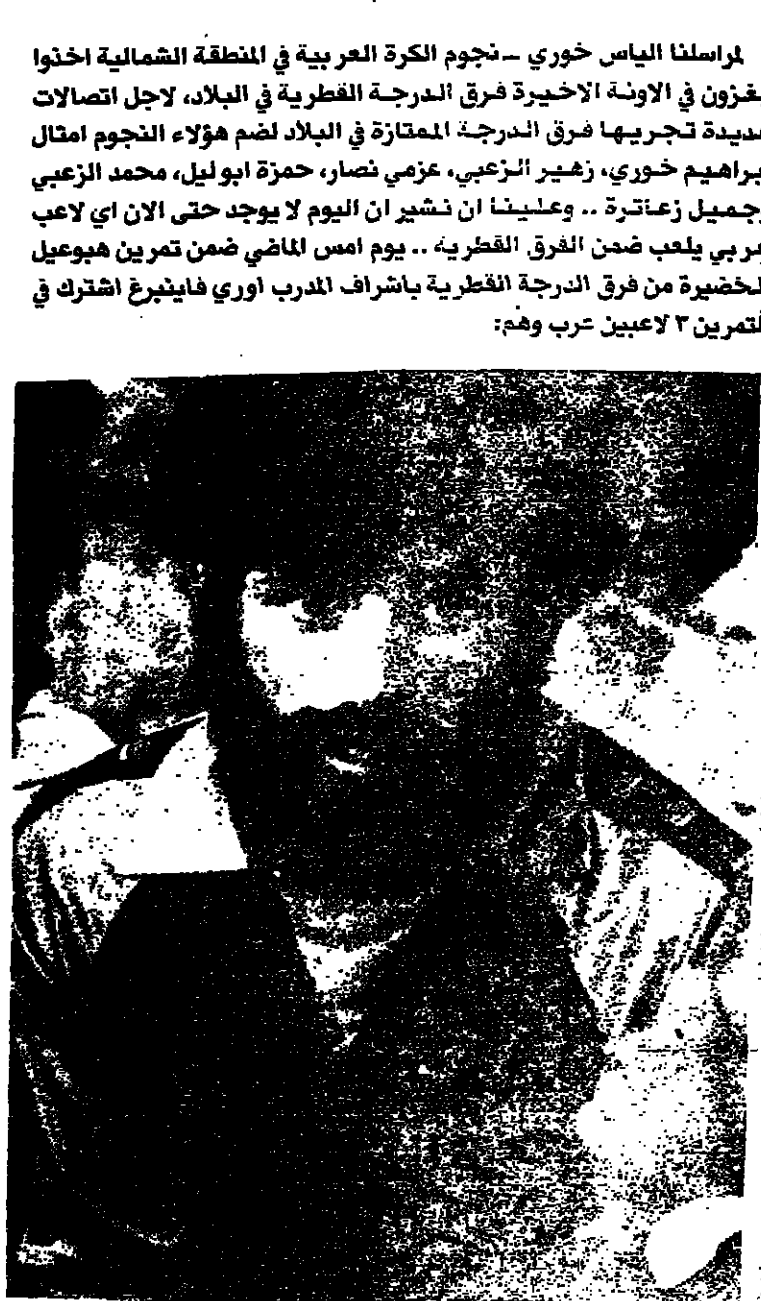 لمراسلنا الياس خوري ــ نجوم الكرة العربية في المنطقة الشمالية اخذوا
يغزون في الاونة الاخيرة فرق الدرجة القطرية في البلاد، لاجل اتصالات
عديدة تجريها فرق الدرجة الممتازة في البلاد لضم هؤلاء النجوم امثال
ابراهيم خوري، زهير الزعبي، عزمي نصار، حمزة ابو ليل، محمد الزعبي
وجميل زعاترة .. وعلينا ان نشير ان اليوم لا يوجد حتى الان اي لاعب
عربي يلعب ضمن الفرق القطرية .. يوم امس الماضي ضمن تمرين هبوعيل
الخضيرة من فرق الدرجة القطرية باشراف المدرب اوري فاينبرغ اشترك في
التمرين ٣ لاعبين عرب وهم: